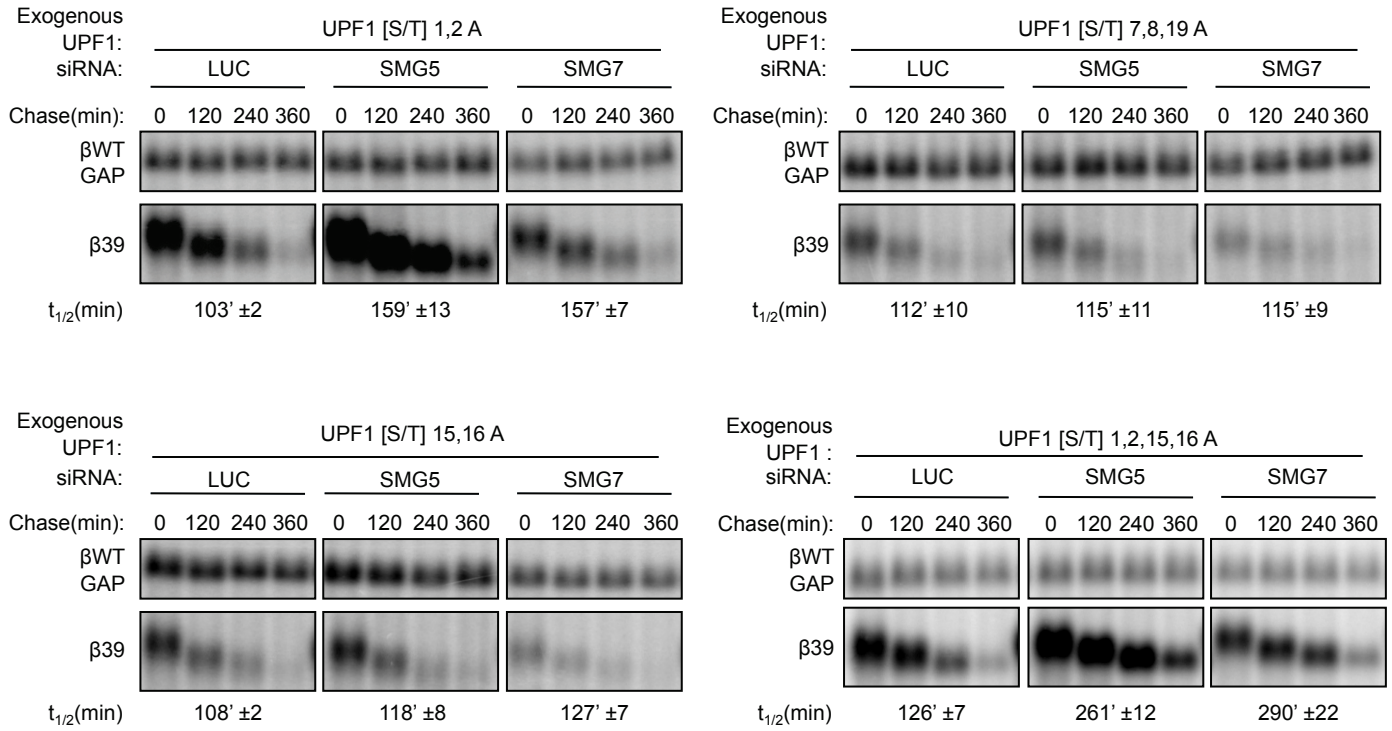 Exogenous
UPF1:
UPF1 [S/T] 1,2 A
siRNA:
LUC SMG5 SMG7
Chase(min): 0 120 240 360 0 120 240 360 0 120 240 360
βWT
GAP
β39
t1/2(min) 103’ ±2 159’ ±13 157’ ±7
Exogenous
UPF1:
UPF1 [S/T] 7,8,19 A
siRNA:
LUC SMG5 SMG7
Chase(min): 0 120 240 360 0 120 240 360 0 120 240 360
βWT
GAP
β39
t1/2(min) 112’ ±10 115’ ±11 115’ ±9
Exogenous
UPF1:
UPF1 [S/T] 15,16 A
siRNA:
LUC SMG5 SMG7
Chase(min): 0 120 240 360 0 120 240 360 0 120 240 360
βWT
GAP
β39
t1/2(min) 108’ ±2 118’ ±8 127’ ±7
Exogenous
UPF1 :
UPF1 [S/T] 1,2,15,16 A
siRNA:
LUC SMG5 SMG7
Chase(min): 0 120 240 360 0 120 240 360 0 120 240 360
βWT
GAP
β39
t1/2(min) 126’ ±7 261’ ±12 290’ ±22